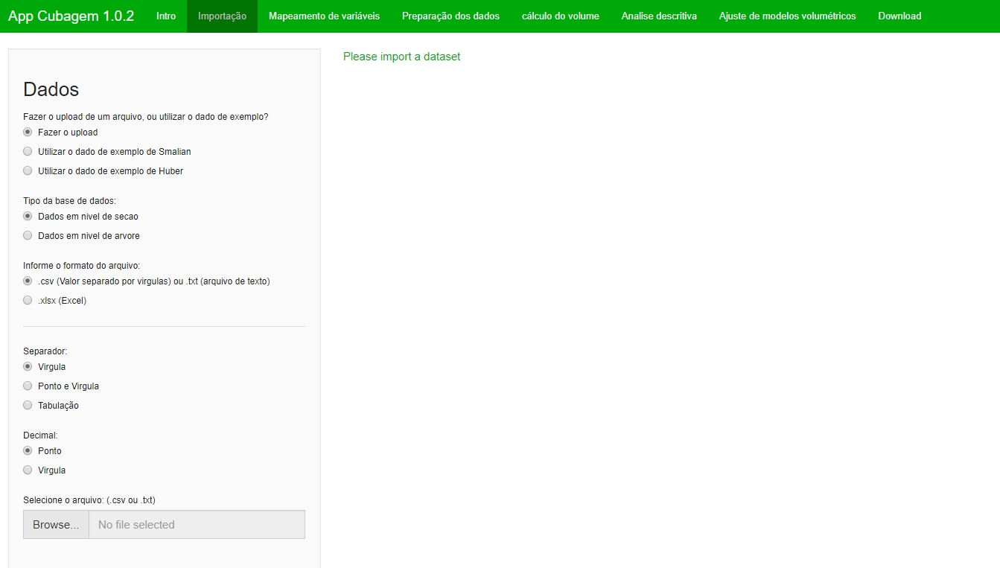 App Cubagem 1.0.2 Intro Importação Mapeamento de variáveis Preparação dos dados cálculo do volume Analise descritiva Ajuste de modelos volumétricos Download
Please import a dataset
Dados
Fazer o upload de um arquivo, ou utilizar o dado de exemplo?
Fazer o upload
Utilizar o dado de exemplo de Smalian
Utilizar o dado de exemplo de Huber
Tipo da base de dados:
Dados em nivel de secao
Dados em nivel de arvore
Informe o formato do arquivo:
.csv (Valor separado por virgulas) ou .txt (arquivo de texto)
.xlsx (Excel)
Separador:
Virgula
Ponto e Virgula
Tabulação
Decimal:
Ponto
Virgula
Selecione o arquivo: (.csv ou .txt)
Browse... No file selected